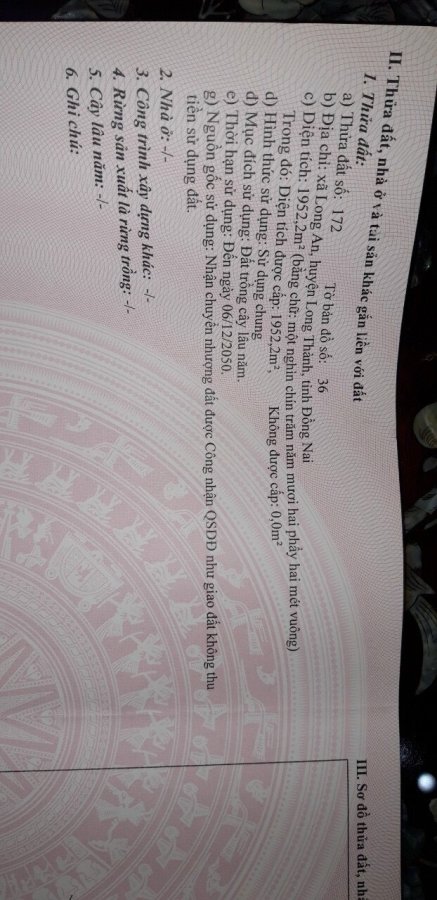 II. Thửa đất, nhà ở và tài sản khác gắn liền với đất
1. Thửa đất:
a) Thửa đất số: 172 Tờ bản đồ số: 36
b) Địa chỉ: xã Long An, huyện Long Thành, tỉnh Đồng Nai
c) Diện tích: 1952,2m² (bằng chữ: một nghìn chín trăm năm mươi hai phẩy hai mét vuông)
Trong đó: Diện tích được cấp: 1952,2m², Không được cấp: 0,0m²
d) Hình thức sử dụng: Sử dụng chung
đ) Mục đích sử dụng: Đất trồng cây lâu năm.
e) Thời hạn sử dụng: Đến ngày 06/12/2050.
g) Nguồn gốc sử dụng: Nhận chuyển nhượng đất được Công nhận QSDĐ như giao đất không thu
tiền sử dụng đất.
2. Nhà ở: -/-
3. Công trình xây dựng khác: -/-
4. Rừng sản xuất là rừng trồng: -/-
5. Cây lâu năm: -/-
6. Ghi chú:
III. Sơ đồ thửa đất, nhà